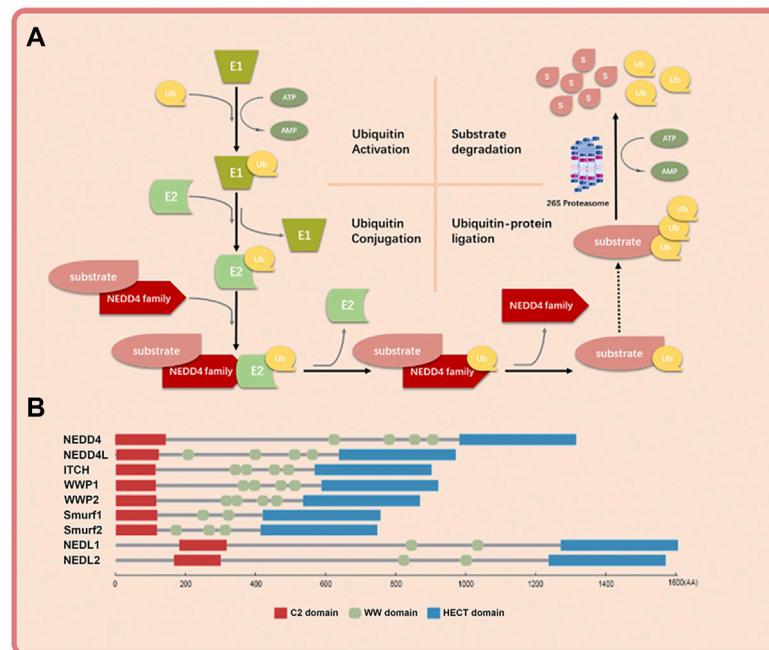 A
E1
Ub
ATP
AMP
Ubiquitin
Activation
Substrate
degradation
E1
Ub
E2
E1
Ubiquitin
Conjugation
Ubiquitin-protein
ligation
E2
Ub
substrate
NEDD4 family
substrate
NEDD4 family
E2
Ub
E2
substrate
Ub
NEDD4 family
NEDD4 family
substrate
Ub
substrate
Ub
Ub
Ub
26S Proteasome
ATP
AMP
S
S
S
S
S
S
S
Ub
Ub
Ub
B
NEDD4
NEDD4L
ITCH
WWP1
WWP2
Smurf1
Smurf2
NEDL1
NEDL2
0 200 400 600 800 1000 1200 1400 1600(AA)
C2 domain WW domain HECT domain